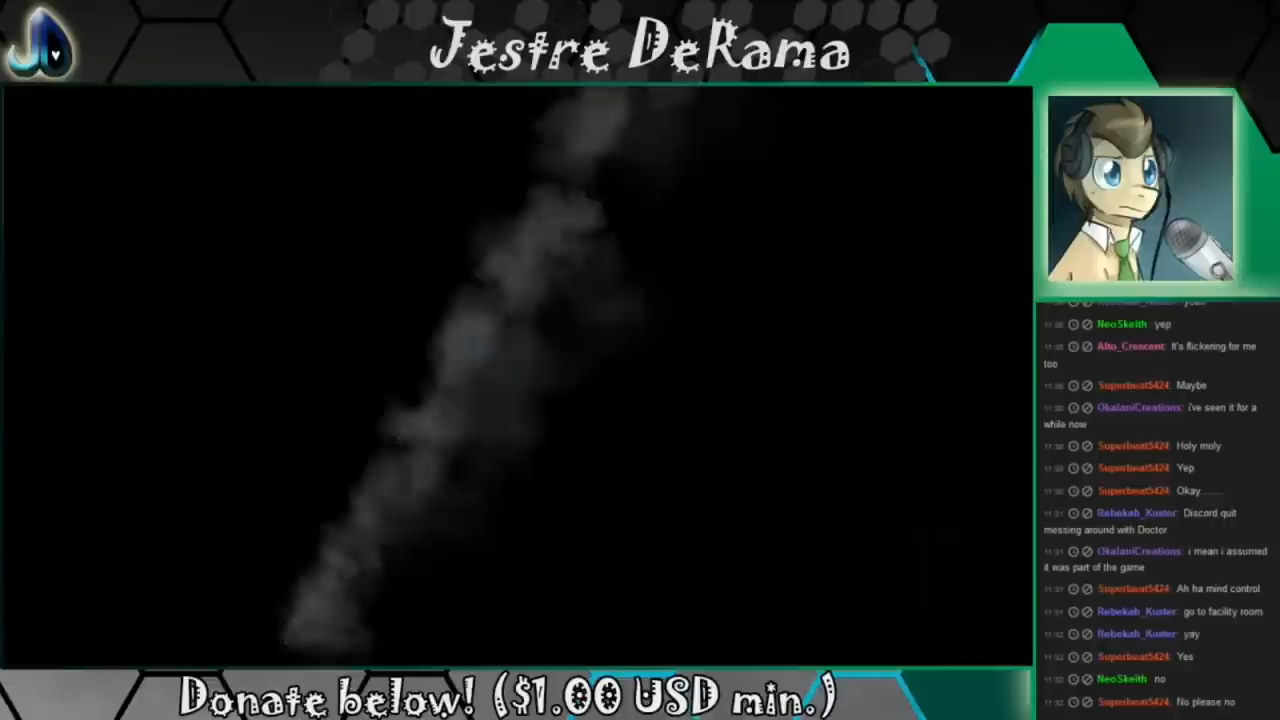 JD
Jestre DeRama
NeoSkeith yep
Alto_Crescent: It's flickering for me
too
Superbeat5424: Maybe
OkalaniCreations: i've seen it for a
while now
Superbeat5424: Holy moly
Superbeat5424: Yep
Superbeat5424: Okay.......
Rebekah_Kuster: Discord quit
messing around with Doctor
OkalaniCreations: i mean i assumed
it was part of the game
Superbeat5424: Ah ha mind control
Rebekah_Kuster: go to facility room
Rebekah_Kuster: yay
Superbeat5424: Yes
NeoSkeith no
Superbeat5424: No please no
Donate below! ($1.00 USD min.)